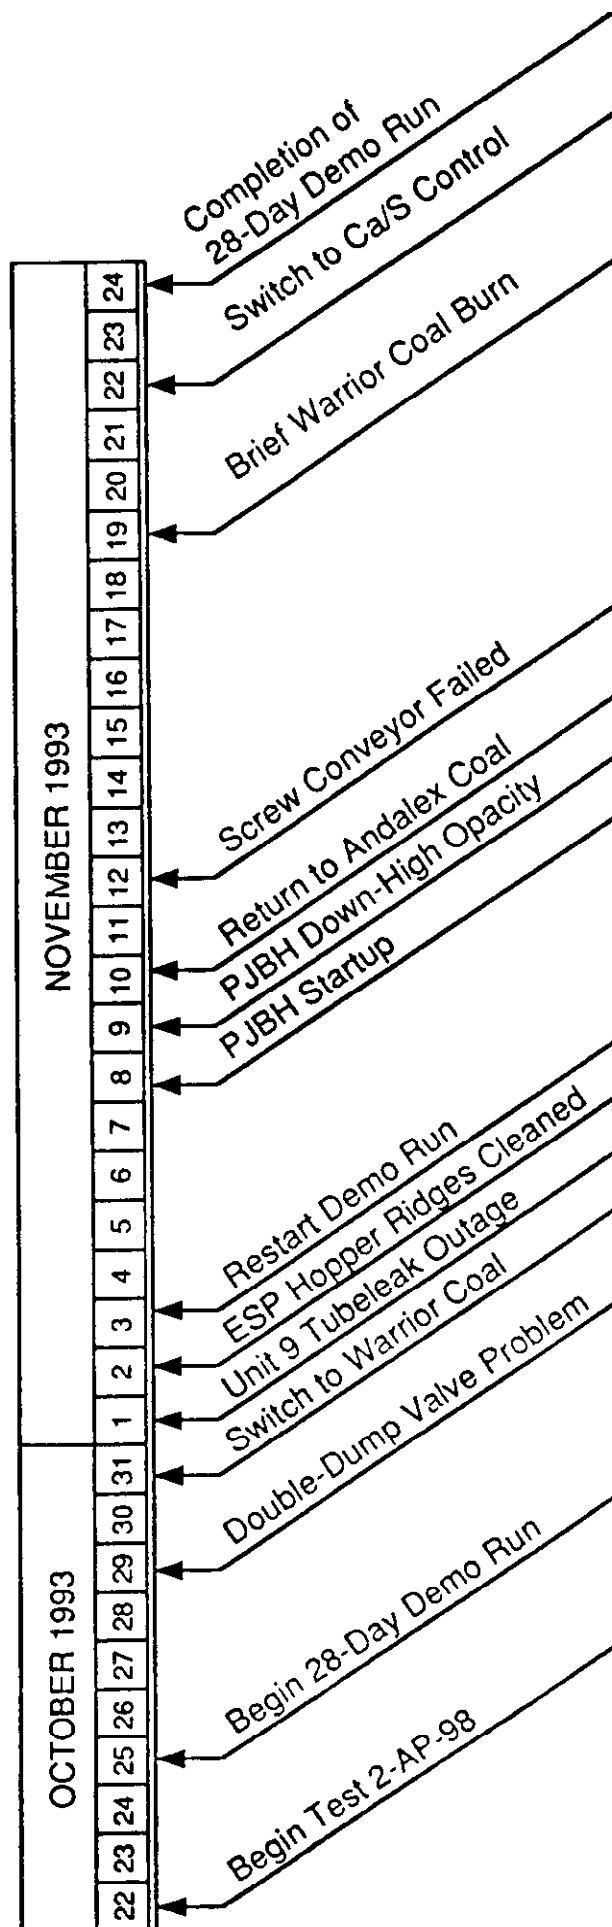 Completion of
28-Day Demo Run
Switch to Ca/S Control
Brief Warrior Coal Burn
Screw Conveyor Failed
Return to Andalex Coal
PJBH Down-High Opacity
PJBH Startup
Restart Demo Run
ESP Hopper Ridges Cleaned
Unit 9 Tubeleak Outage
Switch to Warrior Coal
Double-Dump Valve Problem
Begin 28-Day Demo Run
Begin Test 2-AP-98
NOVEMBER 1993
24
23
22
21
20
19
18
17
16
15
14
13
12
11
10
9
8
7
6
5
4
3
2
1
OCTOBER 1993
31
30
29
28
27
26
25
24
23
22